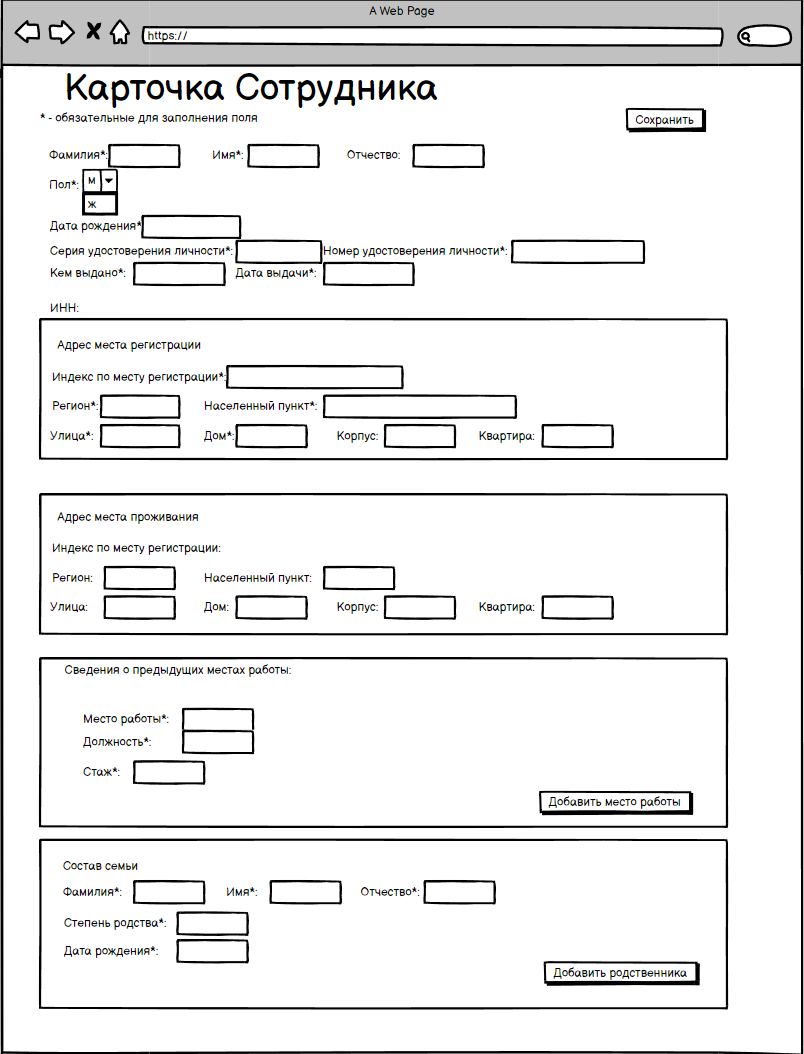 A Web Page
https://
Карточка Сотрудника
* - обязательные для заполнения поля
Сохранить
Фамилия*: Имя*: Отчество:
Пол*: м
ж
Дата рождения*
Серия удостоверения личности*: Номер удостоверения личности*:
Кем выдано*: Дата выдачи*:
ИНН:
Адрес места регистрации
Индекс по месту регистрации*:
Регион*: Населенный пункт*:
Улица*: Дом*: Корпус: Квартира:
Адрес места проживания
Индекс по месту регистрации:
Регион: Населенный пункт:
Улица: Дом: Корпус: Квартира:
Сведения о предыдущих местах работы:
Место работы*:
Должность*:
Стаж*:
Добавить место работы
Состав семьи
Фамилия*: Имя*: Отчество*:
Степень родства*:
Дата рождения*:
Добавить родственника